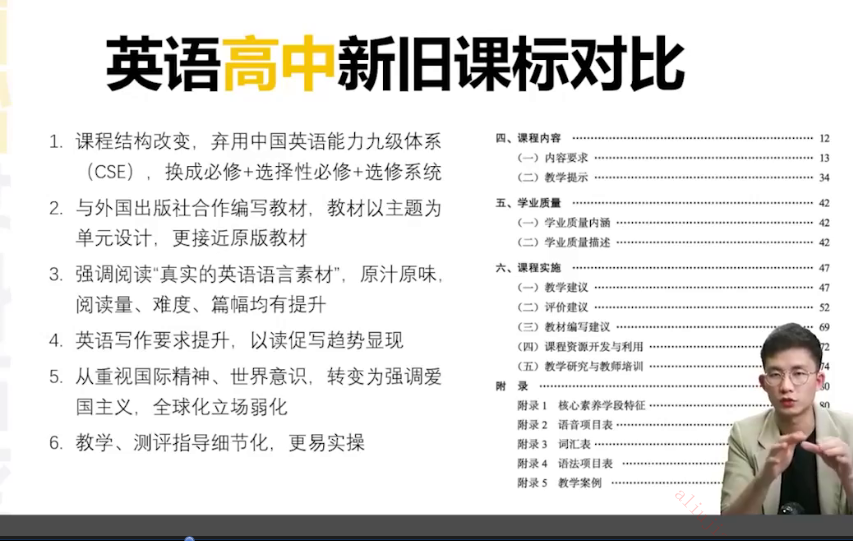 英语高中新旧课标对比
1. 课程结构改变，弃用中国英语能力九级体系
（CSE），换成必修+选择性必修+选修系统
2. 与外国出版社合作编写教材，教材以主题为
单元设计，更接近原版教材
3. 强调阅读“真实的英语语言素材”，原汁原味，
阅读量、难度、篇幅均有提升
4. 英语写作要求提升，以读促写趋势显现
5. 从重视国际精神、世界意识，转变为强调爱
国主义，全球化立场弱化
6. 教学、测评指导细节化，更易实操
四、课程内容 12
（一）内容要求 13
（二）教学提示 34
五、学业质量 42
（一）学业质量内涵 42
（二）学业质量描述 42
六、课程实施 47
（一）教学建议 47
（二）评价建议 52
（三）教材编写建议 69
（四）课程资源开发与利用 72
（五）教学研究与教师培训 74
附 录
附录 1 核心素养学段特征 80
附录 2 语音项目表
附录 3 词汇表
附录 4 语法项目表
附录 5 教学案例